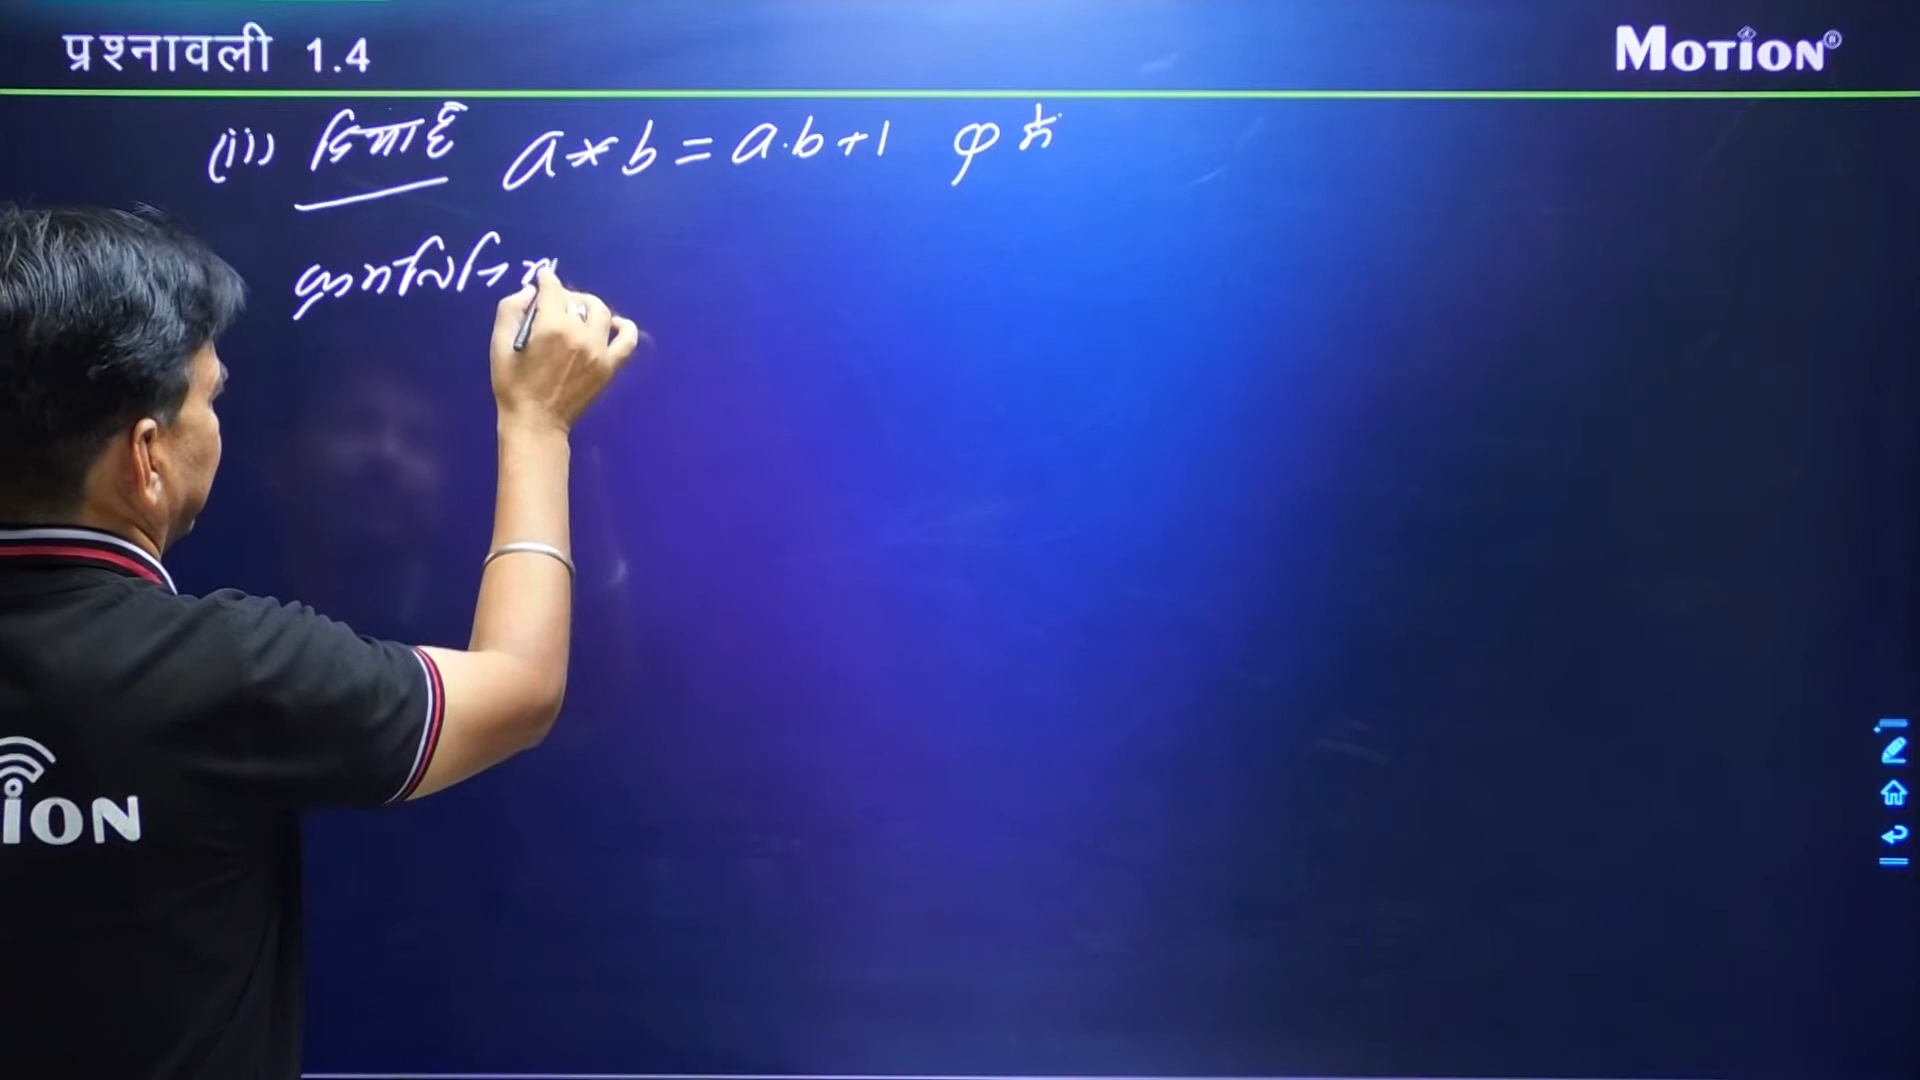 प्रश्नावली 1.4
MOTION®
(ii) दिया है a * b = a·b+1 φ में
क्रमविनिम
ION